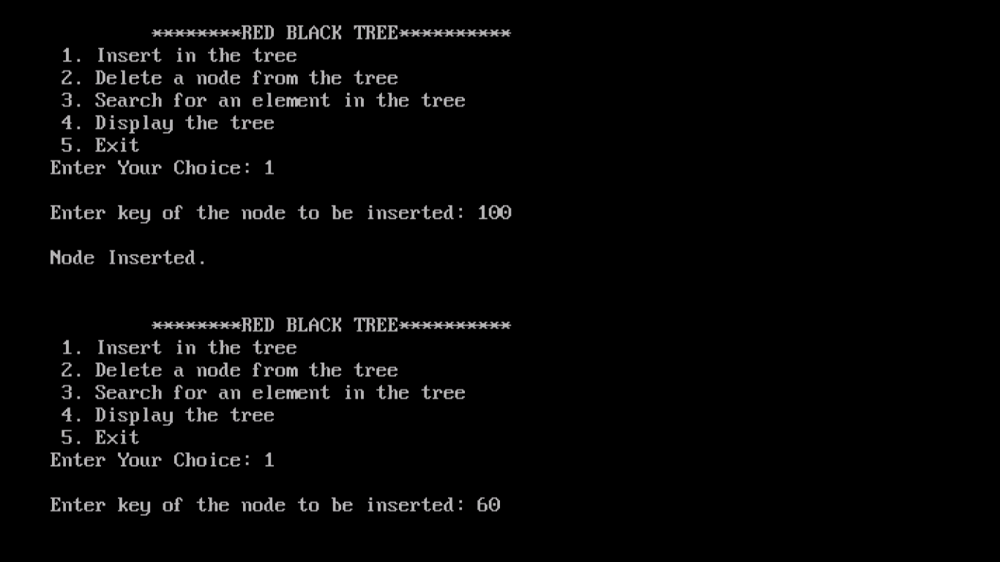 ********RED BLACK TREE**********
1. Insert in the tree
2. Delete a node from the tree
3. Search for an element in the tree
4. Display the tree
5. Exit
Enter Your Choice: 1
Enter key of the node to be inserted: 100
Node Inserted.
********RED BLACK TREE**********
1. Insert in the tree
2. Delete a node from the tree
3. Search for an element in the tree
4. Display the tree
5. Exit
Enter Your Choice: 1
Enter key of the node to be inserted: 60